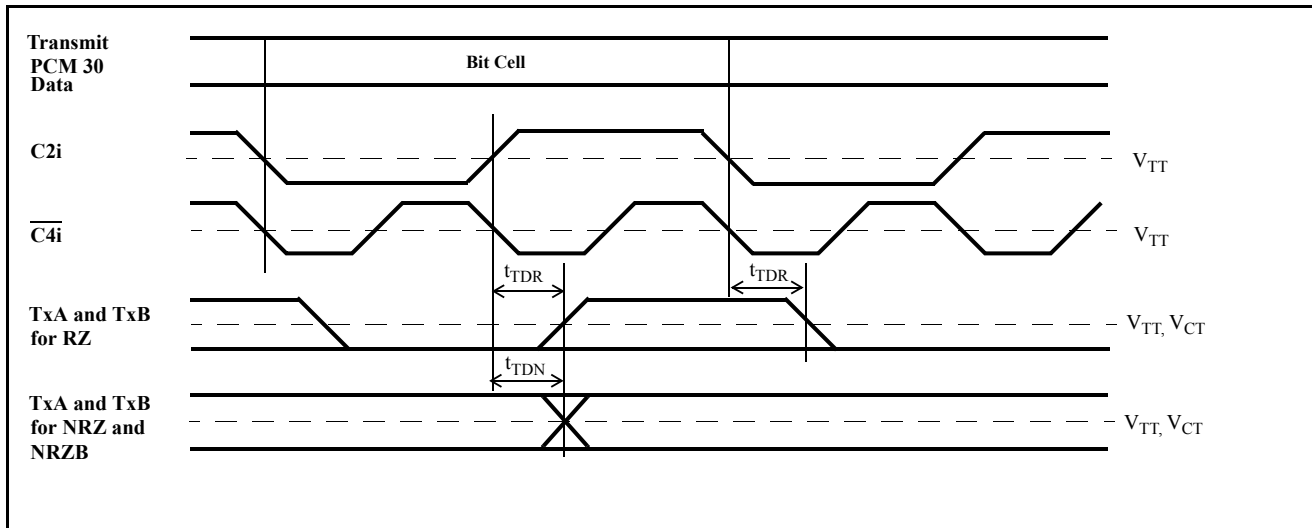 Transmit
PCM 30
Data
Bit Cell
C2i
V_TT
C4i
V_TT
t_TDR
t_TDR
TxA and TxB
for RZ
V_TT, V_CT
t_TDN
TxA and TxB
for NRZ and
NRZB
V_TT, V_CT